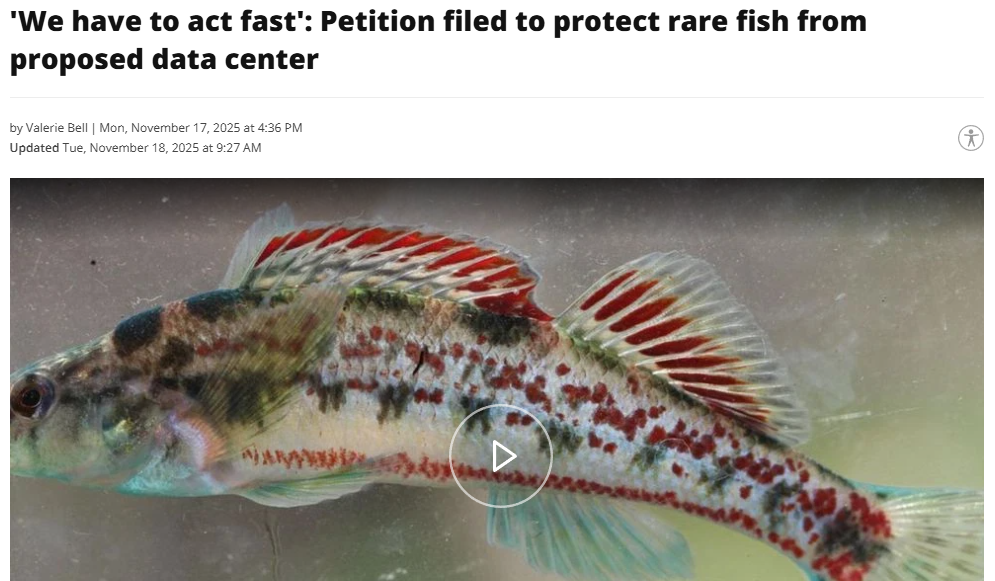 'We have to act fast': Petition filed to protect rare fish from
proposed data center
by Valerie Bell | Mon, November 17, 2025 at 4:36 PM
Updated Tue, November 18, 2025 at 9:27 AM